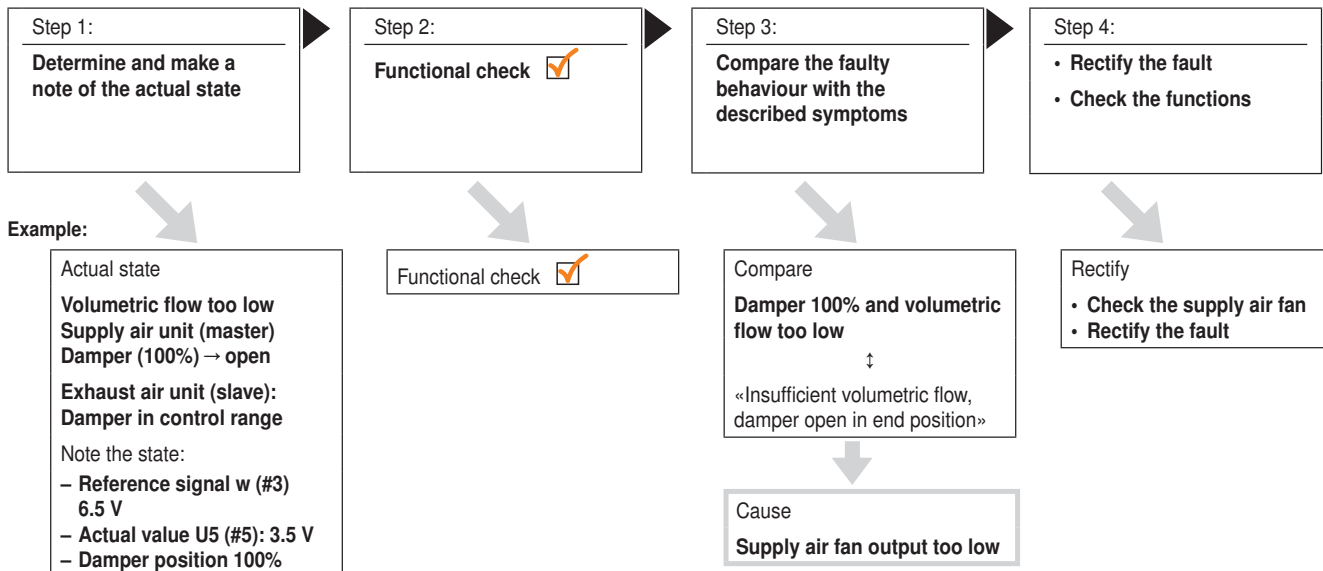 Step 1:
Determine and make a
note of the actual state
Step 2:
Functional check
Step 3:
Compare the faulty
behaviour with the
described symptoms
Step 4:
• Rectify the fault
• Check the functions
Example:
Actual state
Volumetric flow too low
Supply air unit (master)
Damper (100%) → open
Exhaust air unit (slave):
Damper in control range
Note the state:
– Reference signal w (#3)
6.5 V
– Actual value U5 (#5): 3.5 V
– Damper position 100%
Functional check
Compare
Damper 100% and volumetric
flow too low
↕
«Insufficient volumetric flow,
damper open in end position»
Cause
Supply air fan output too low
Rectify
• Check the supply air fan
• Rectify the fault